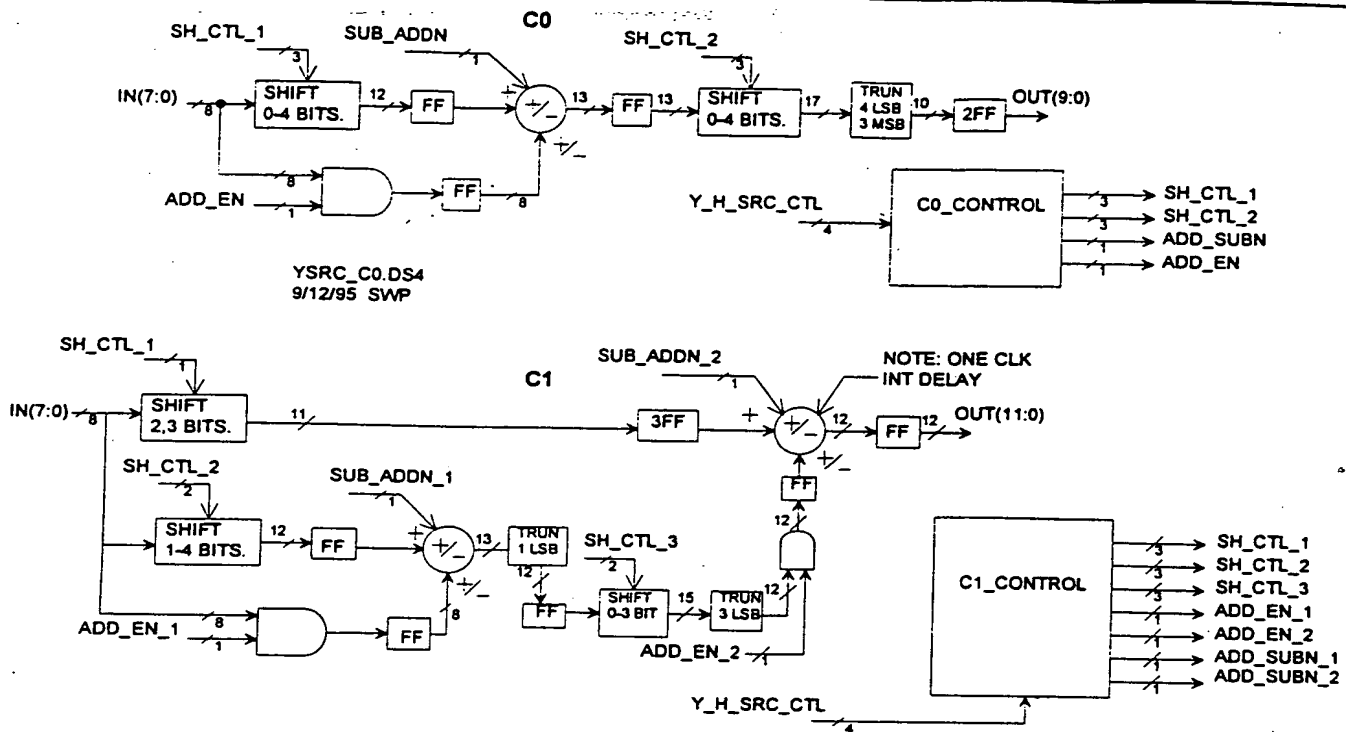 C0
SH_CTL_1
3
SUB_ADDN
1
SH_CTL_2
3
IN(7:0)
8
SHIFT
0-4 BITS.
12
FF
+
+/-
13
FF
13
SHIFT
0-4 BITS.
17
TRUN
4 LSB
3 MSB
10
2FF
OUT(9:0)
+/-
8
ADD_EN
1
FF
8
Y_H_SRC_CTL
4
C0_CONTROL
3
SH_CTL_1
3
SH_CTL_2
1
ADD_SUBN
1
ADD_EN
YSRC_C0.DS4
9/12/95 SWP
C1
SH_CTL_1
1
SUB_ADDN_2
1
NOTE: ONE CLK
INT DELAY
IN(7:0)
8
SHIFT
2,3 BITS.
11
3FF
+
+/-
12
FF
12
OUT(11:0)
+/-
FF
12
SH_CTL_2
2
SUB_ADDN_1
1
SHIFT
1-4 BITS.
12
FF
+
+/-
13
TRUN
1 LSB
12
+/-
SH_CTL_3
2
FF
SHIFT
0-3 BIT
15
TRUN
3 LSB
12
8
ADD_EN_1
1
FF
8
ADD_EN_2
1
C1_CONTROL
3
SH_CTL_1
3
SH_CTL_2
3
SH_CTL_3
1
ADD_EN_1
1
ADD_EN_2
1
ADD_SUBN_1
1
ADD_SUBN_2
Y_H_SRC_CTL
4